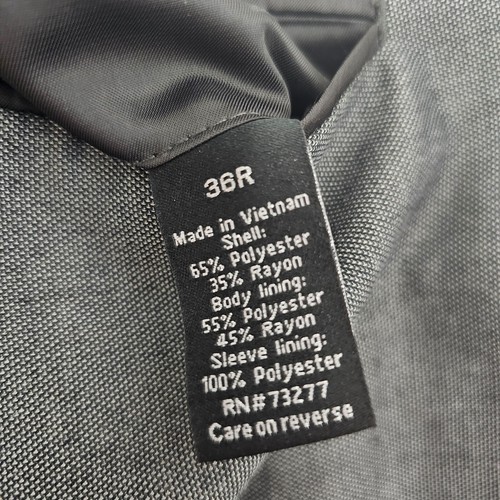 36R
Made in Vietnam
Shell:
65% Polyester
35% Rayon
Body lining:
55% Polyester
45% Rayon
Sleeve lining:
100% Polyester
RN#73277
Care on reverse